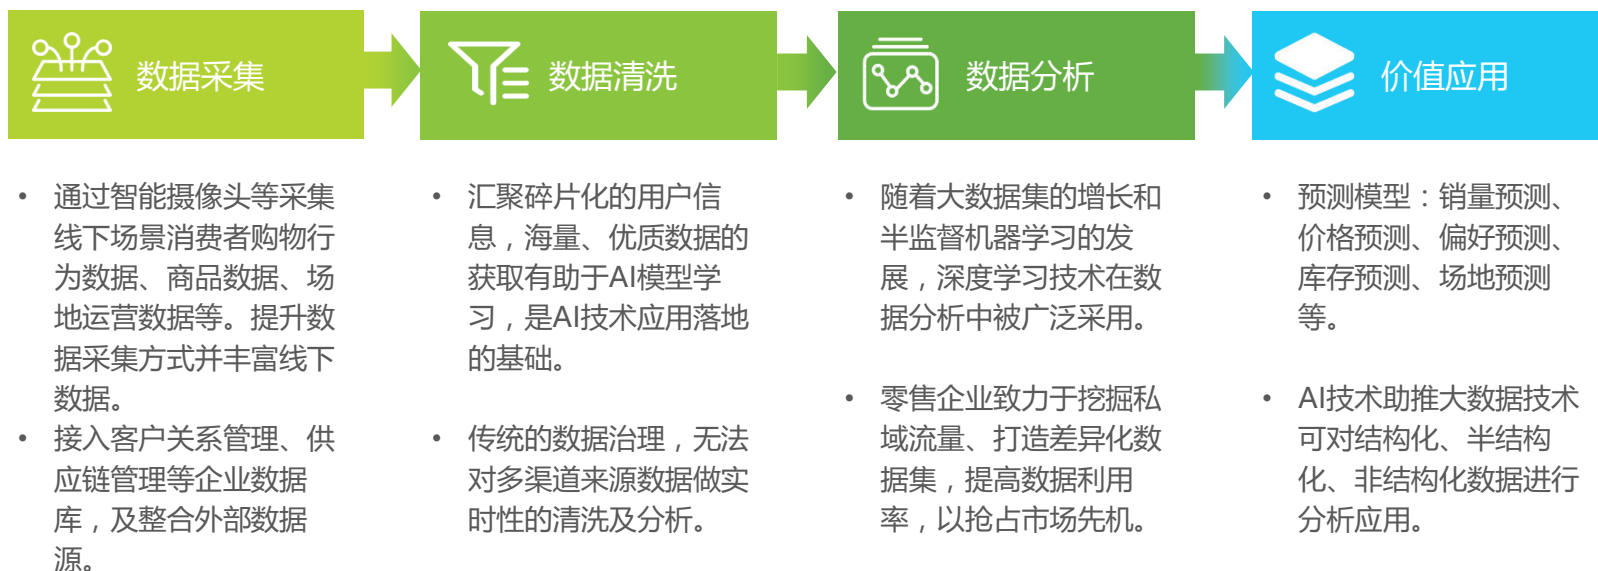 数据采集
数据清洗
数据分析
价值应用
• 通过智能摄像头等采集
线下场景消费者购物行
为数据、商品数据、场
地运营数据等。提升数
据采集方式并丰富线下
数据。
• 接入客户关系管理、供
应链管理等企业数据
库，及整合外部数据
源。
• 汇聚碎片化的用户信
息，海量、优质数据的
获取有助于AI模型学
习，是AI技术应用落地
的基础。
• 传统的数据治理，无法
对多渠道来源数据做实
时性的清洗及分析。
• 随着大数据集的增长和
半监督机器学习的发
展，深度学习技术在数
据分析中被广泛采用。
• 零售企业致力于挖掘私
域流量、打造差异化数
据集，提高数据利用
率，以抢占市场先机。
• 预测模型：销量预测、
价格预测、偏好预测、
库存预测、场地预测
等。
• AI技术助推大数据技术
可对结构化、半结构
化、非结构化数据进行
分析应用。